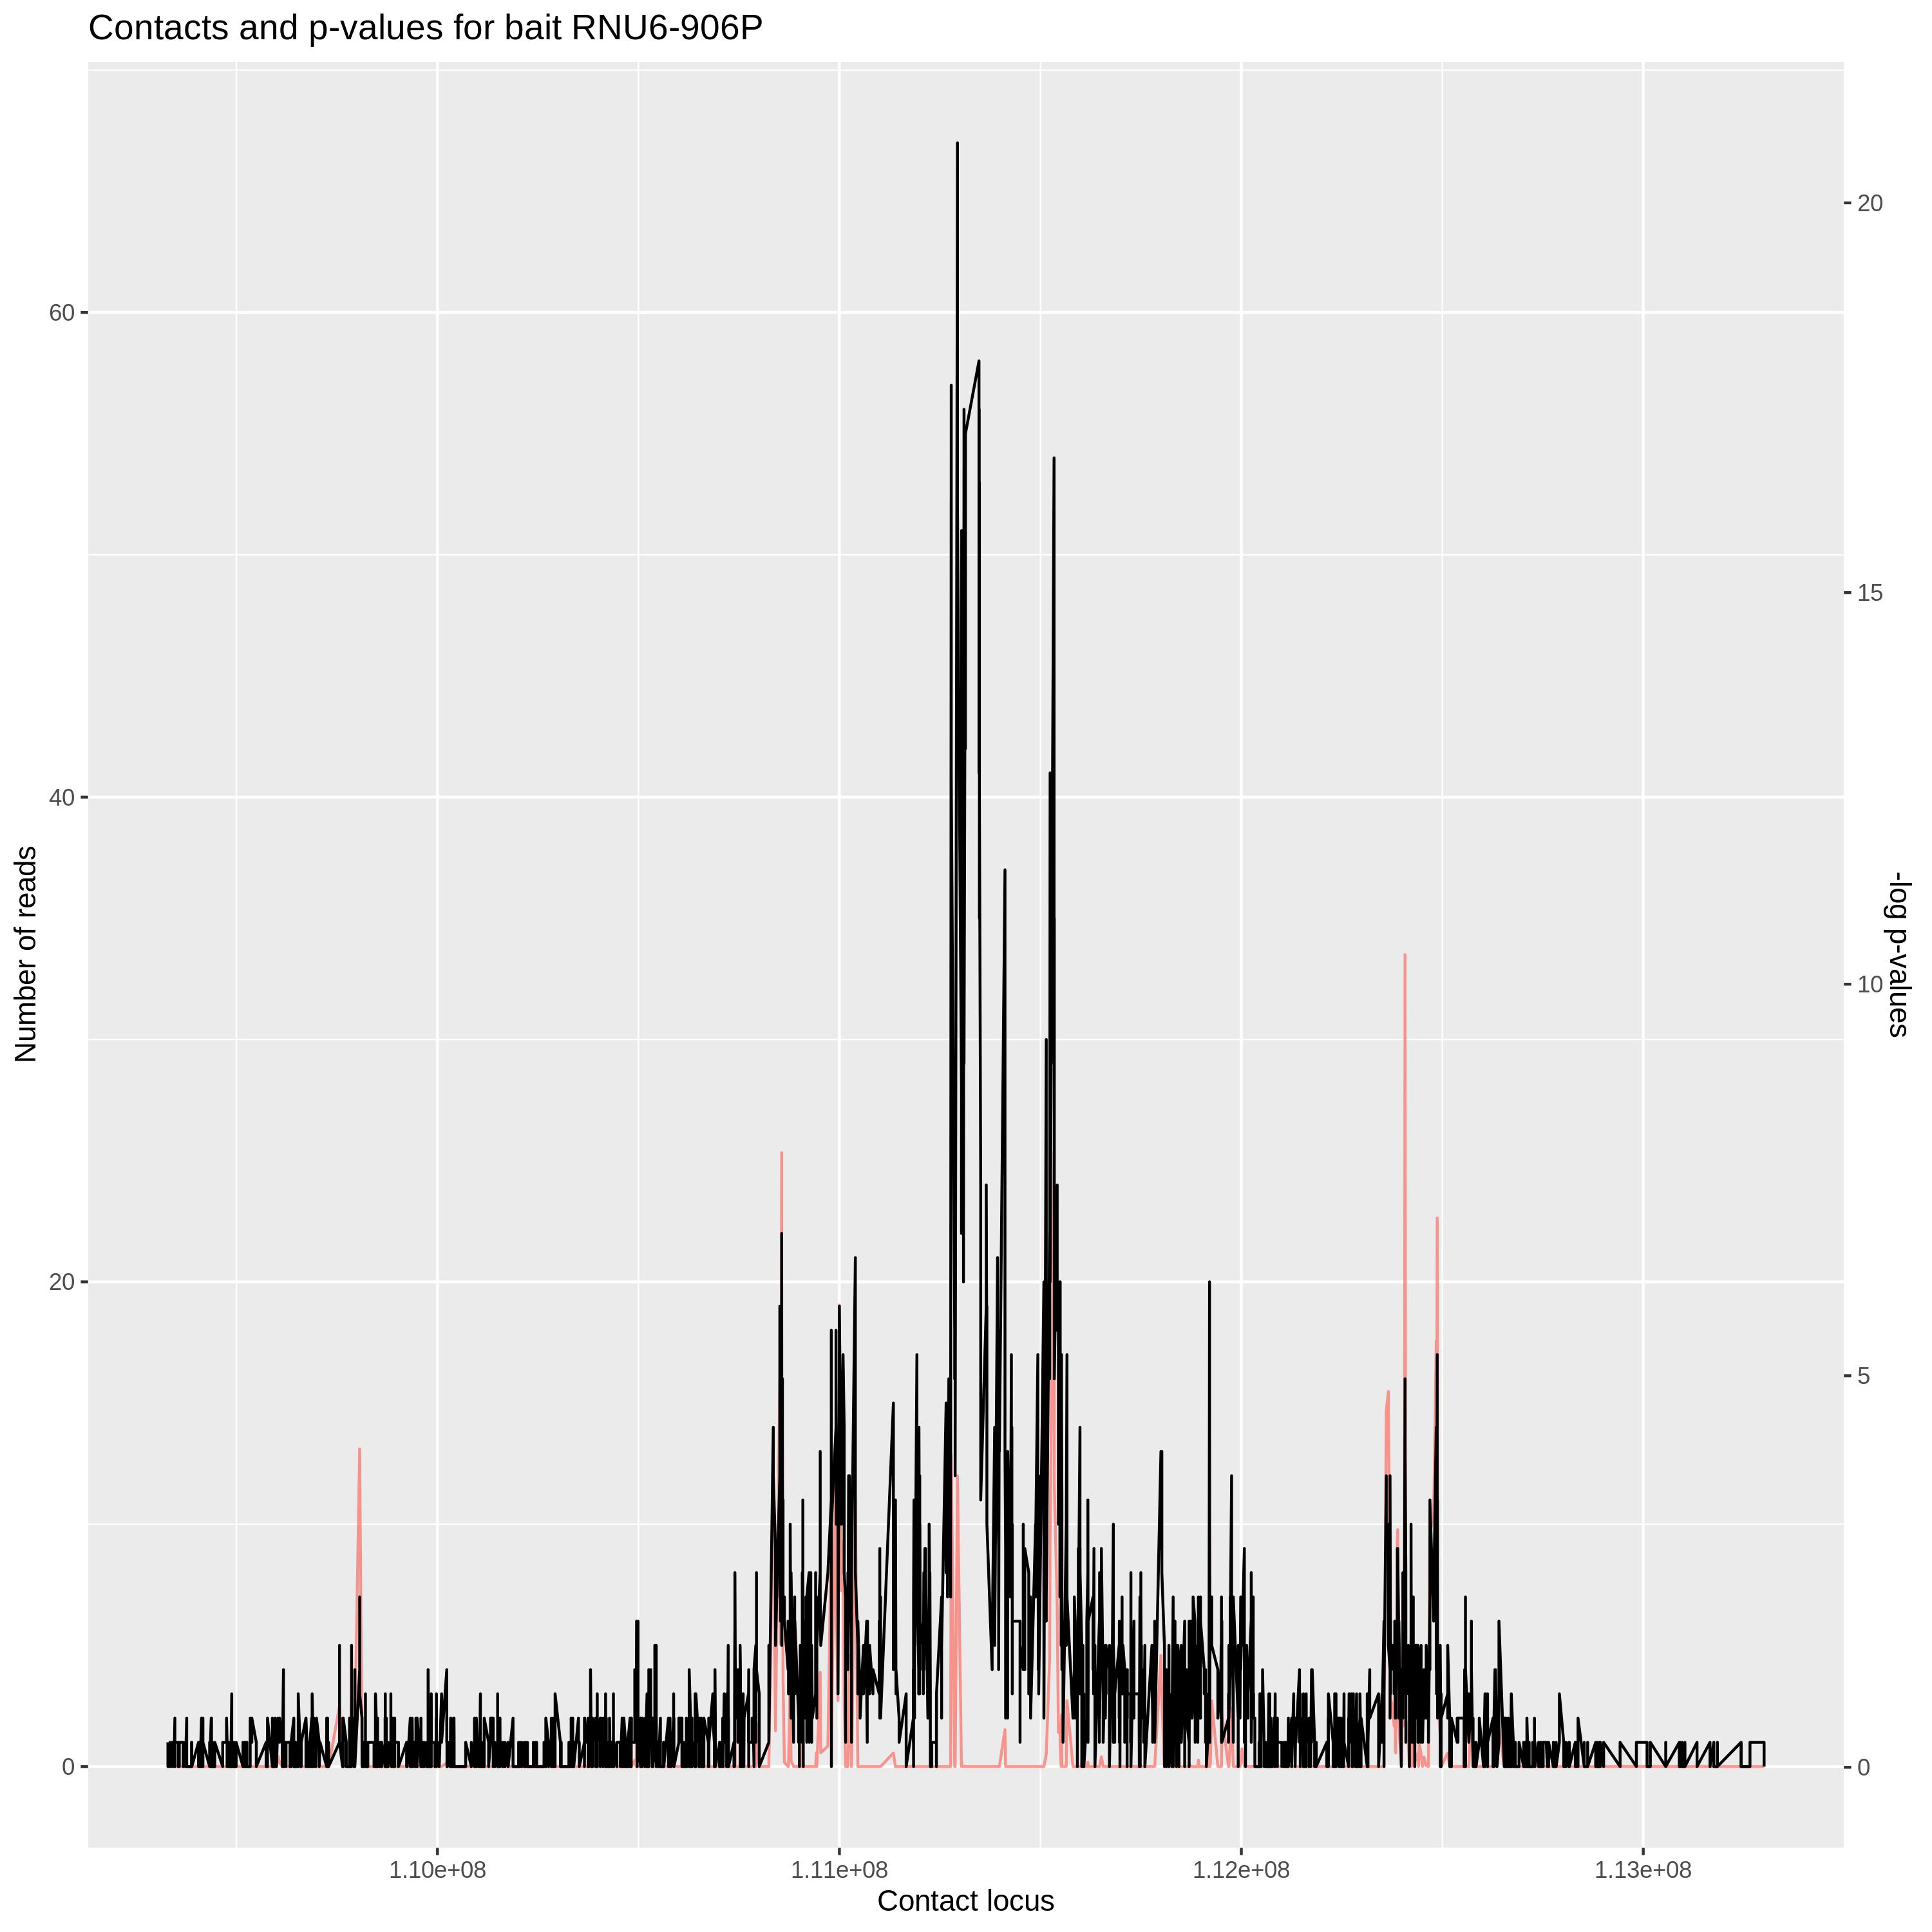 Contacts and p-values for bait RNU6-906P
60
40
20
0
Number of reads
20
15
10
5
0
-log p-values
1.10e+08
1.11e+08
1.12e+08
1.13e+08
Contact locus